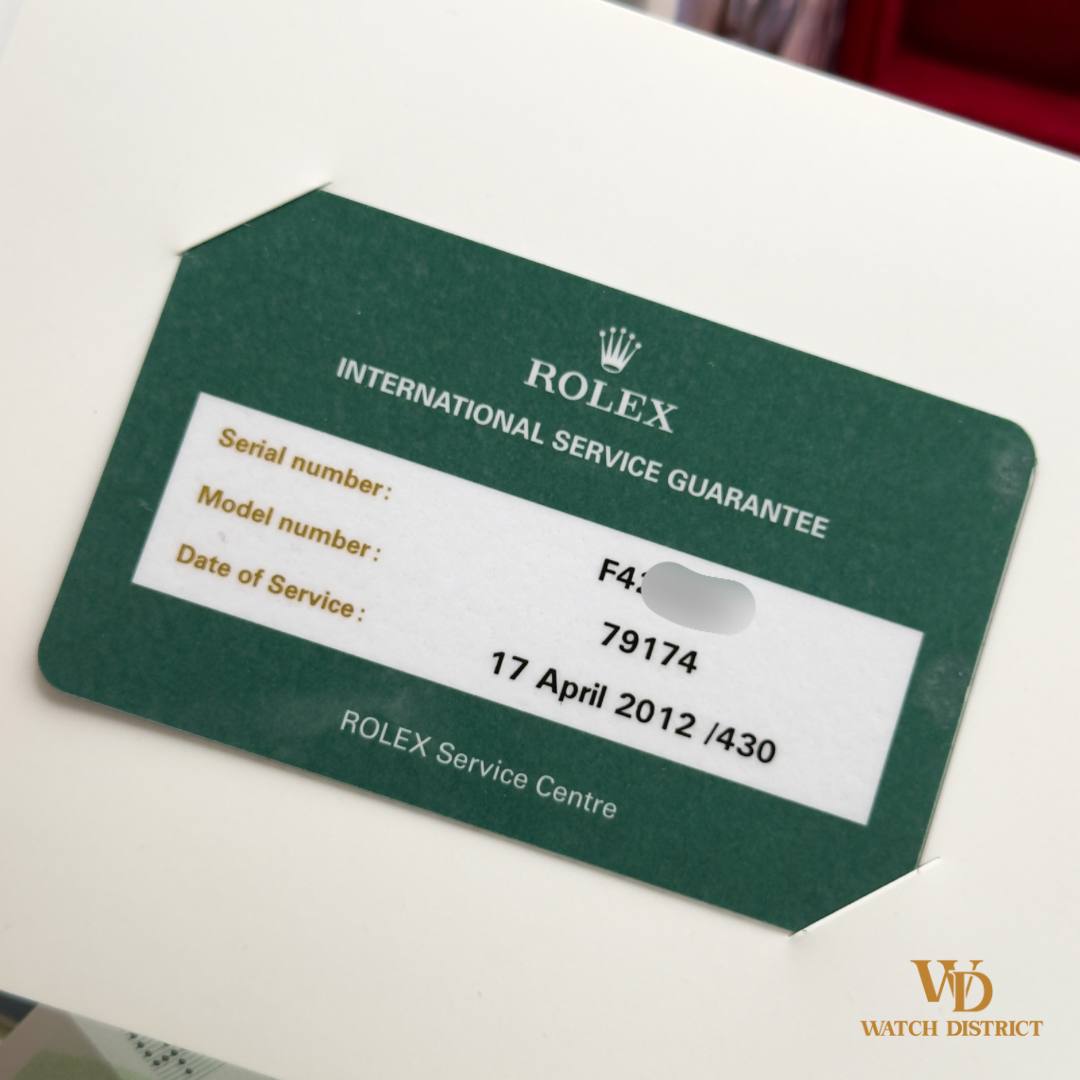 ROLEX
INTERNATIONAL SERVICE GUARANTEE
Serial number: F42
Model number: 79174
Date of Service: 17 April 2012 /430
ROLEX Service Centre
WD
WATCH DISTRICT